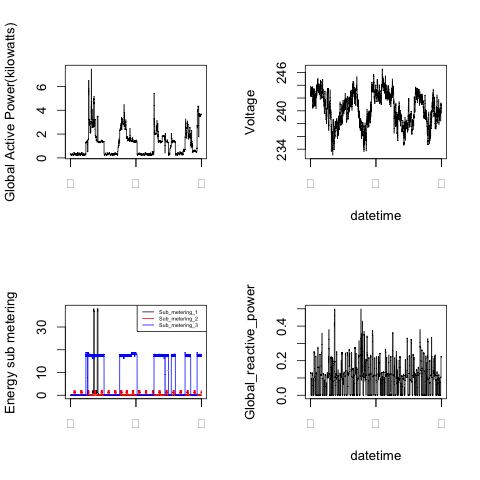 Global Active Power(kilowatts)
0 2 4 6
Voltage
234 240 246
datetime
Energy sub metering
0 10 30
Sub_metering_1
Sub_metering_2
Sub_metering_3
Global_reactive_power
0.0 0.2 0.4
datetime